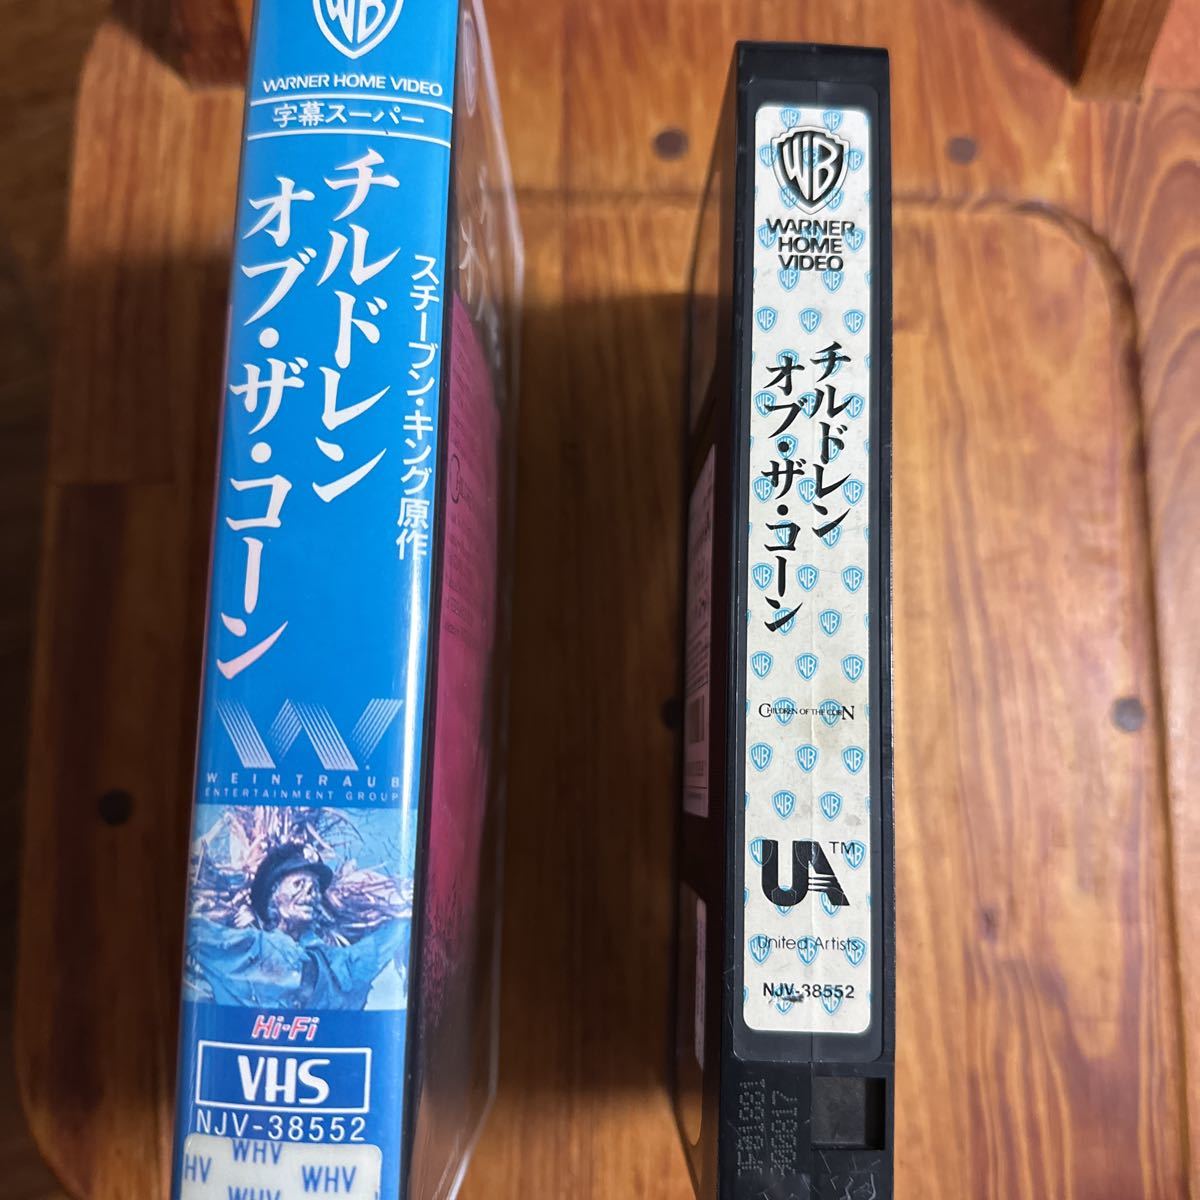 WB
WARNER HOME VIDEO
字幕スーパー
スチーブン・キング原作
チルドレン
オブ・ザ・コーン
WEINTRAUB
ENTERTAINMENT GROUP
Hi-Fi
VHS
NJV-38552
WHV
WHV
WHV
WB
WARNER
HOME
VIDEO
チルドレン
オブ・ザ・コーン
CHILDREN OF THE CORN
UA TM
United Artists
NJV-38552